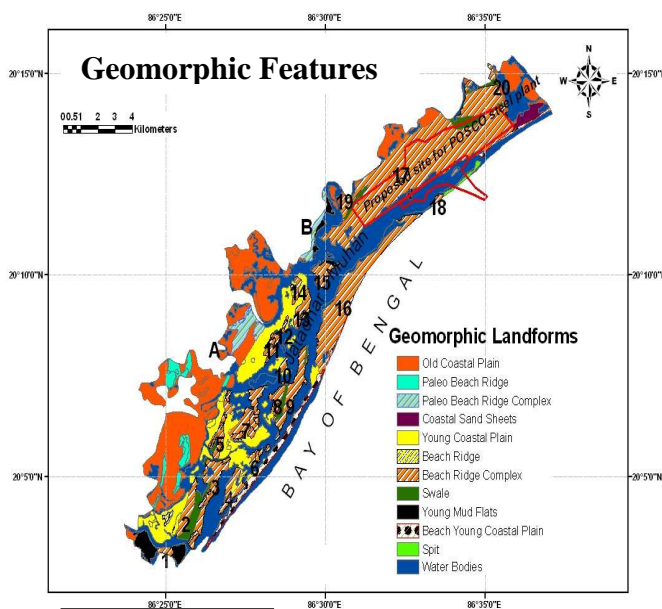 86°25'0"E 86°30'0"E 86°35'0"E
Geomorphic Features
N
W E
S
20°15'0"N 20°15'0"N
0 0.5 1 2 3 4
Kilometers
20
Proposed site for POSCO steel plant
17
19
18
B
20°10'0"N 20°10'0"N
15
14
16
13
12
11
A
10
8 9
7
5
6
3
2
1
BAY OF BENGAL
20°5'0"N 20°5'0"N
Geomorphic Landforms
Old Coastal Plain
Paleo Beach Ridge
Paleo Beach Ridge Complex
Coastal Sand Sheets
Young Coastal Plain
Beach Ridge
Beach Ridge Complex
Swale
Young Mud Flats
Beach Young Coastal Plain
Spit
Water Bodies
86°25'0"E 86°30'0"E 86°35'0"E